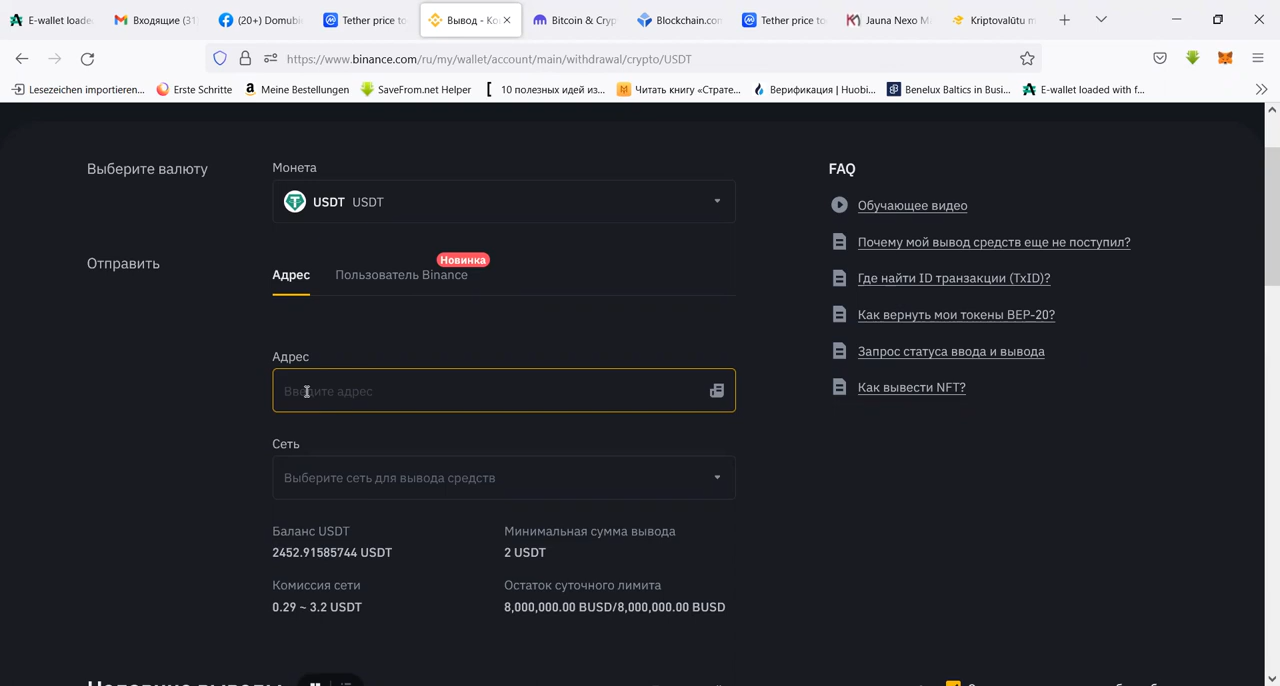 E-wallet loade
Входящие (31
(20+) Domubi
Tether price to
Вывод - Ко
Bitcoin & Cryp
Blockchain.com
Tether price to
Jauna Nexo M
Kriptovalūtu m
https://www.binance.com/ru/my/wallet/account/main/withdrawal/crypto/USDT
Lesezeichen importieren...
Erste Schritte
Meine Bestellungen
SaveFrom.net Helper
10 полезных идей из...
Читать книгу «Страте...
Верификация | Huobi...
Benelux Baltics in Busi...
E-wallet loaded with f...
Выберите валюту
Монета
USDT USDT
Отправить
Новинка
Адрес
Пользователь Binance
Адрес
Введите адрес
Сеть
Выберите сеть для вывода средств
Баланс USDT
2452.91585744 USDT
Минимальная сумма вывода
2 USDT
Комиссия сети
0.29 ~ 3.2 USDT
Остаток суточного лимита
8,000,000.00 BUSD/8,000,000.00 BUSD
FAQ
Обучающее видео
Почему мой вывод средств еще не поступил?
Где найти ID транзакции (TxID)?
Как вернуть мои токены BEP-20?
Запрос статуса ввода и вывода
Как вывести NFT?